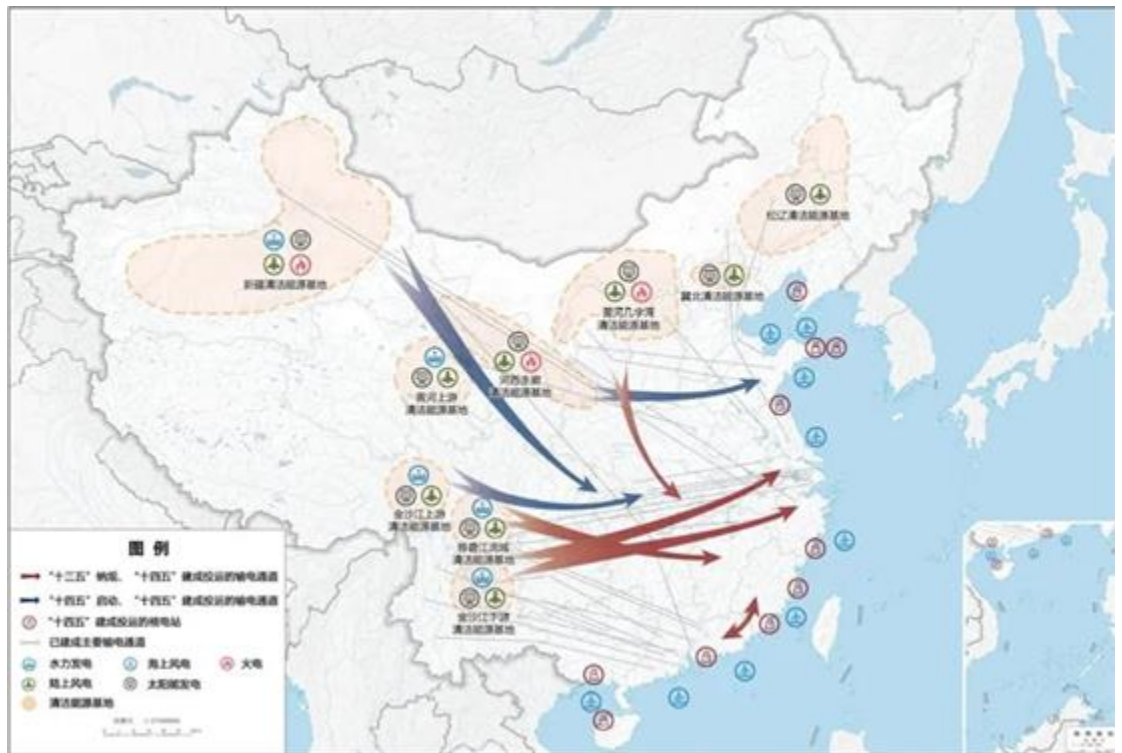 松辽清洁能源基地
新疆清洁能源基地
冀北清洁能源基地
黄河几字湾
清洁能源基地
河西走廊
清洁能源基地
黄河上游
清洁能源基地
金沙江上游
清洁能源基地
雅砻江流域
清洁能源基地
金沙江下游
清洁能源基地
图 例
“十三五”纳规、“十四五”建成投运的输电通道
“十四五”启动、“十四五”建成投运的输电通道
“十四五”建成投运的核电站
已建成主要输电通道
水力发电 海上风电 火电
陆上风电 太阳能发电
清洁能源基地